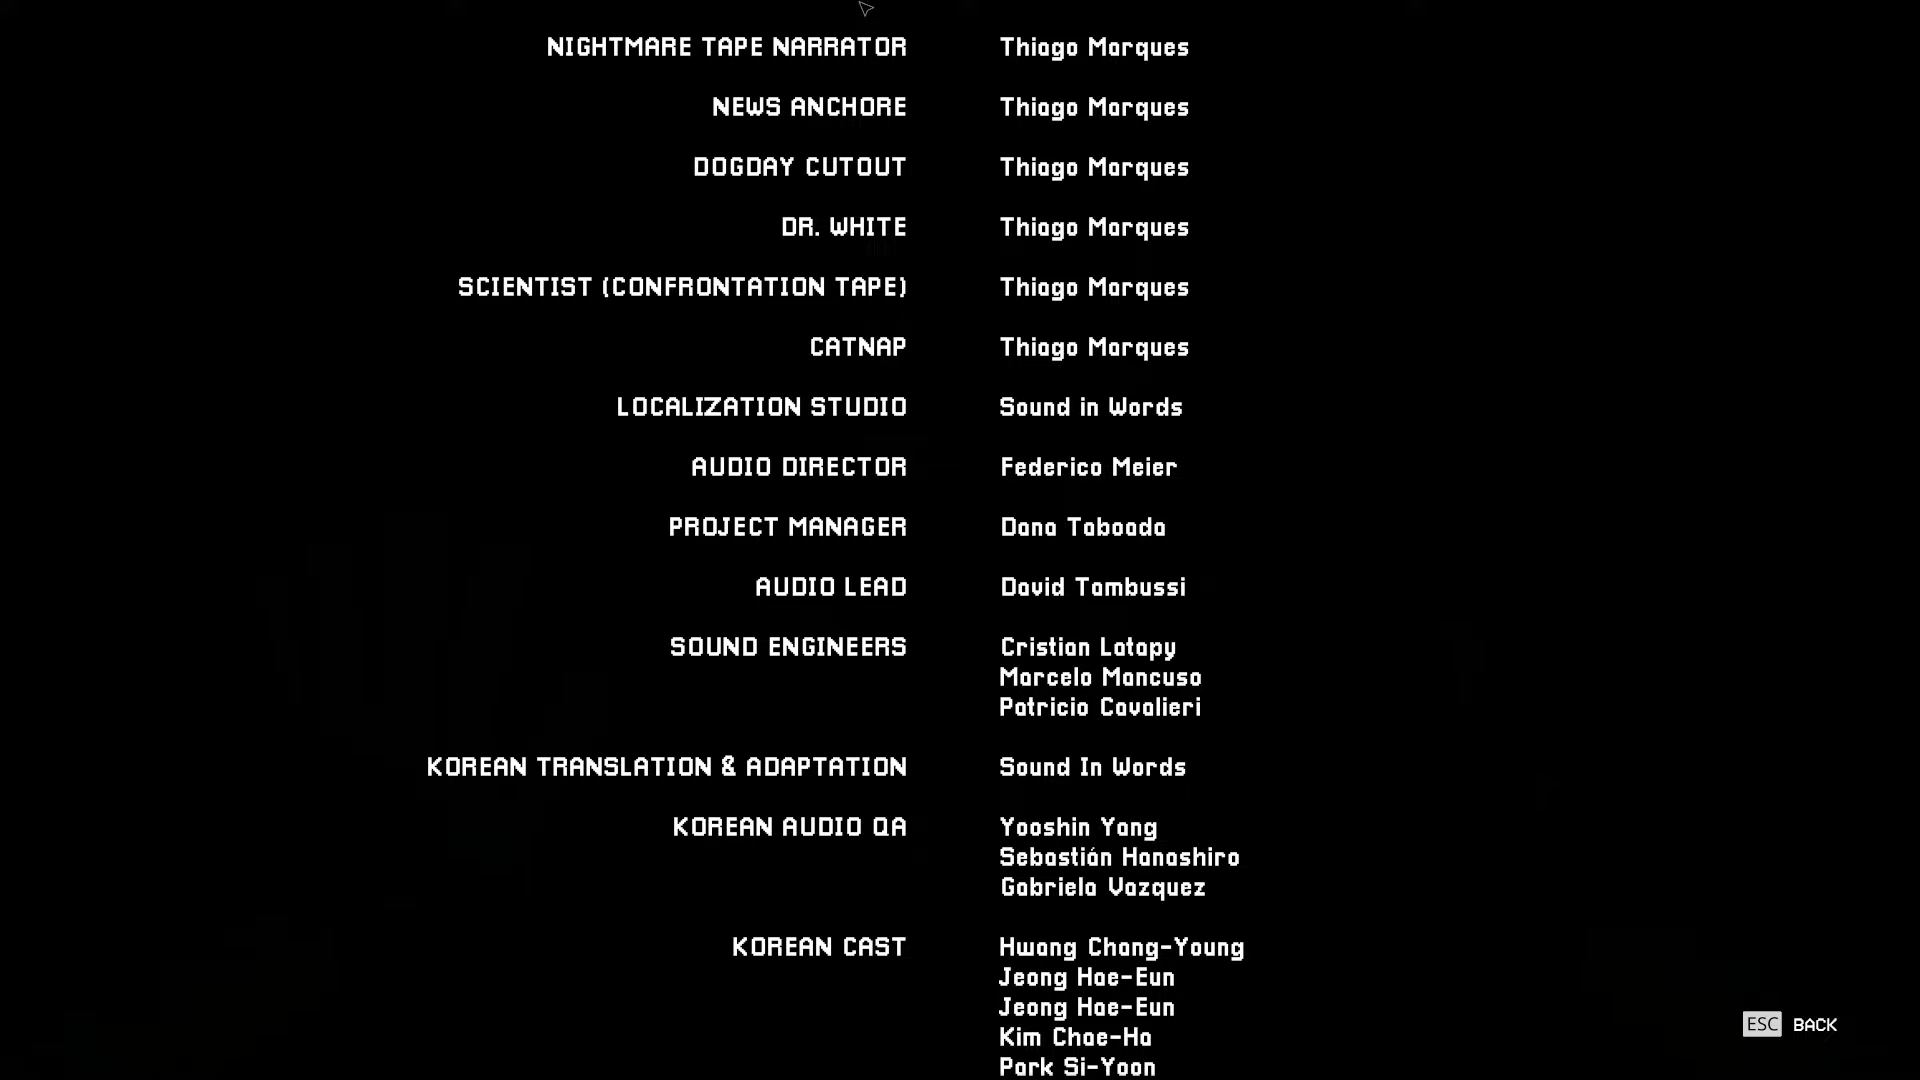 NIGHTMARE TAPE NARRATOR Thiago Marques
NEWS ANCHORE Thiago Marques
DOGDAY CUTOUT Thiago Marques
DR. WHITE Thiago Marques
SCIENTIST (CONFRONTATION TAPE) Thiago Marques
CATNAP Thiago Marques
LOCALIZATION STUDIO Sound in Words
AUDIO DIRECTOR Federico Meier
PROJECT MANAGER Dana Taboada
AUDIO LEAD David Tambussi
SOUND ENGINEERS Cristian Latapy
Marcelo Mancuso
Patricio Cavalieri
KOREAN TRANSLATION & ADAPTATION Sound In Words
KOREAN AUDIO QA Yooshin Yang
Sebastián Hanashiro
Gabriela Vazquez
KOREAN CAST Hwang Chang-Young
Jeong Hae-Eun
Jeong Hae-Eun
Kim Chae-Ha
Park Si-Yoon
ESC BACK